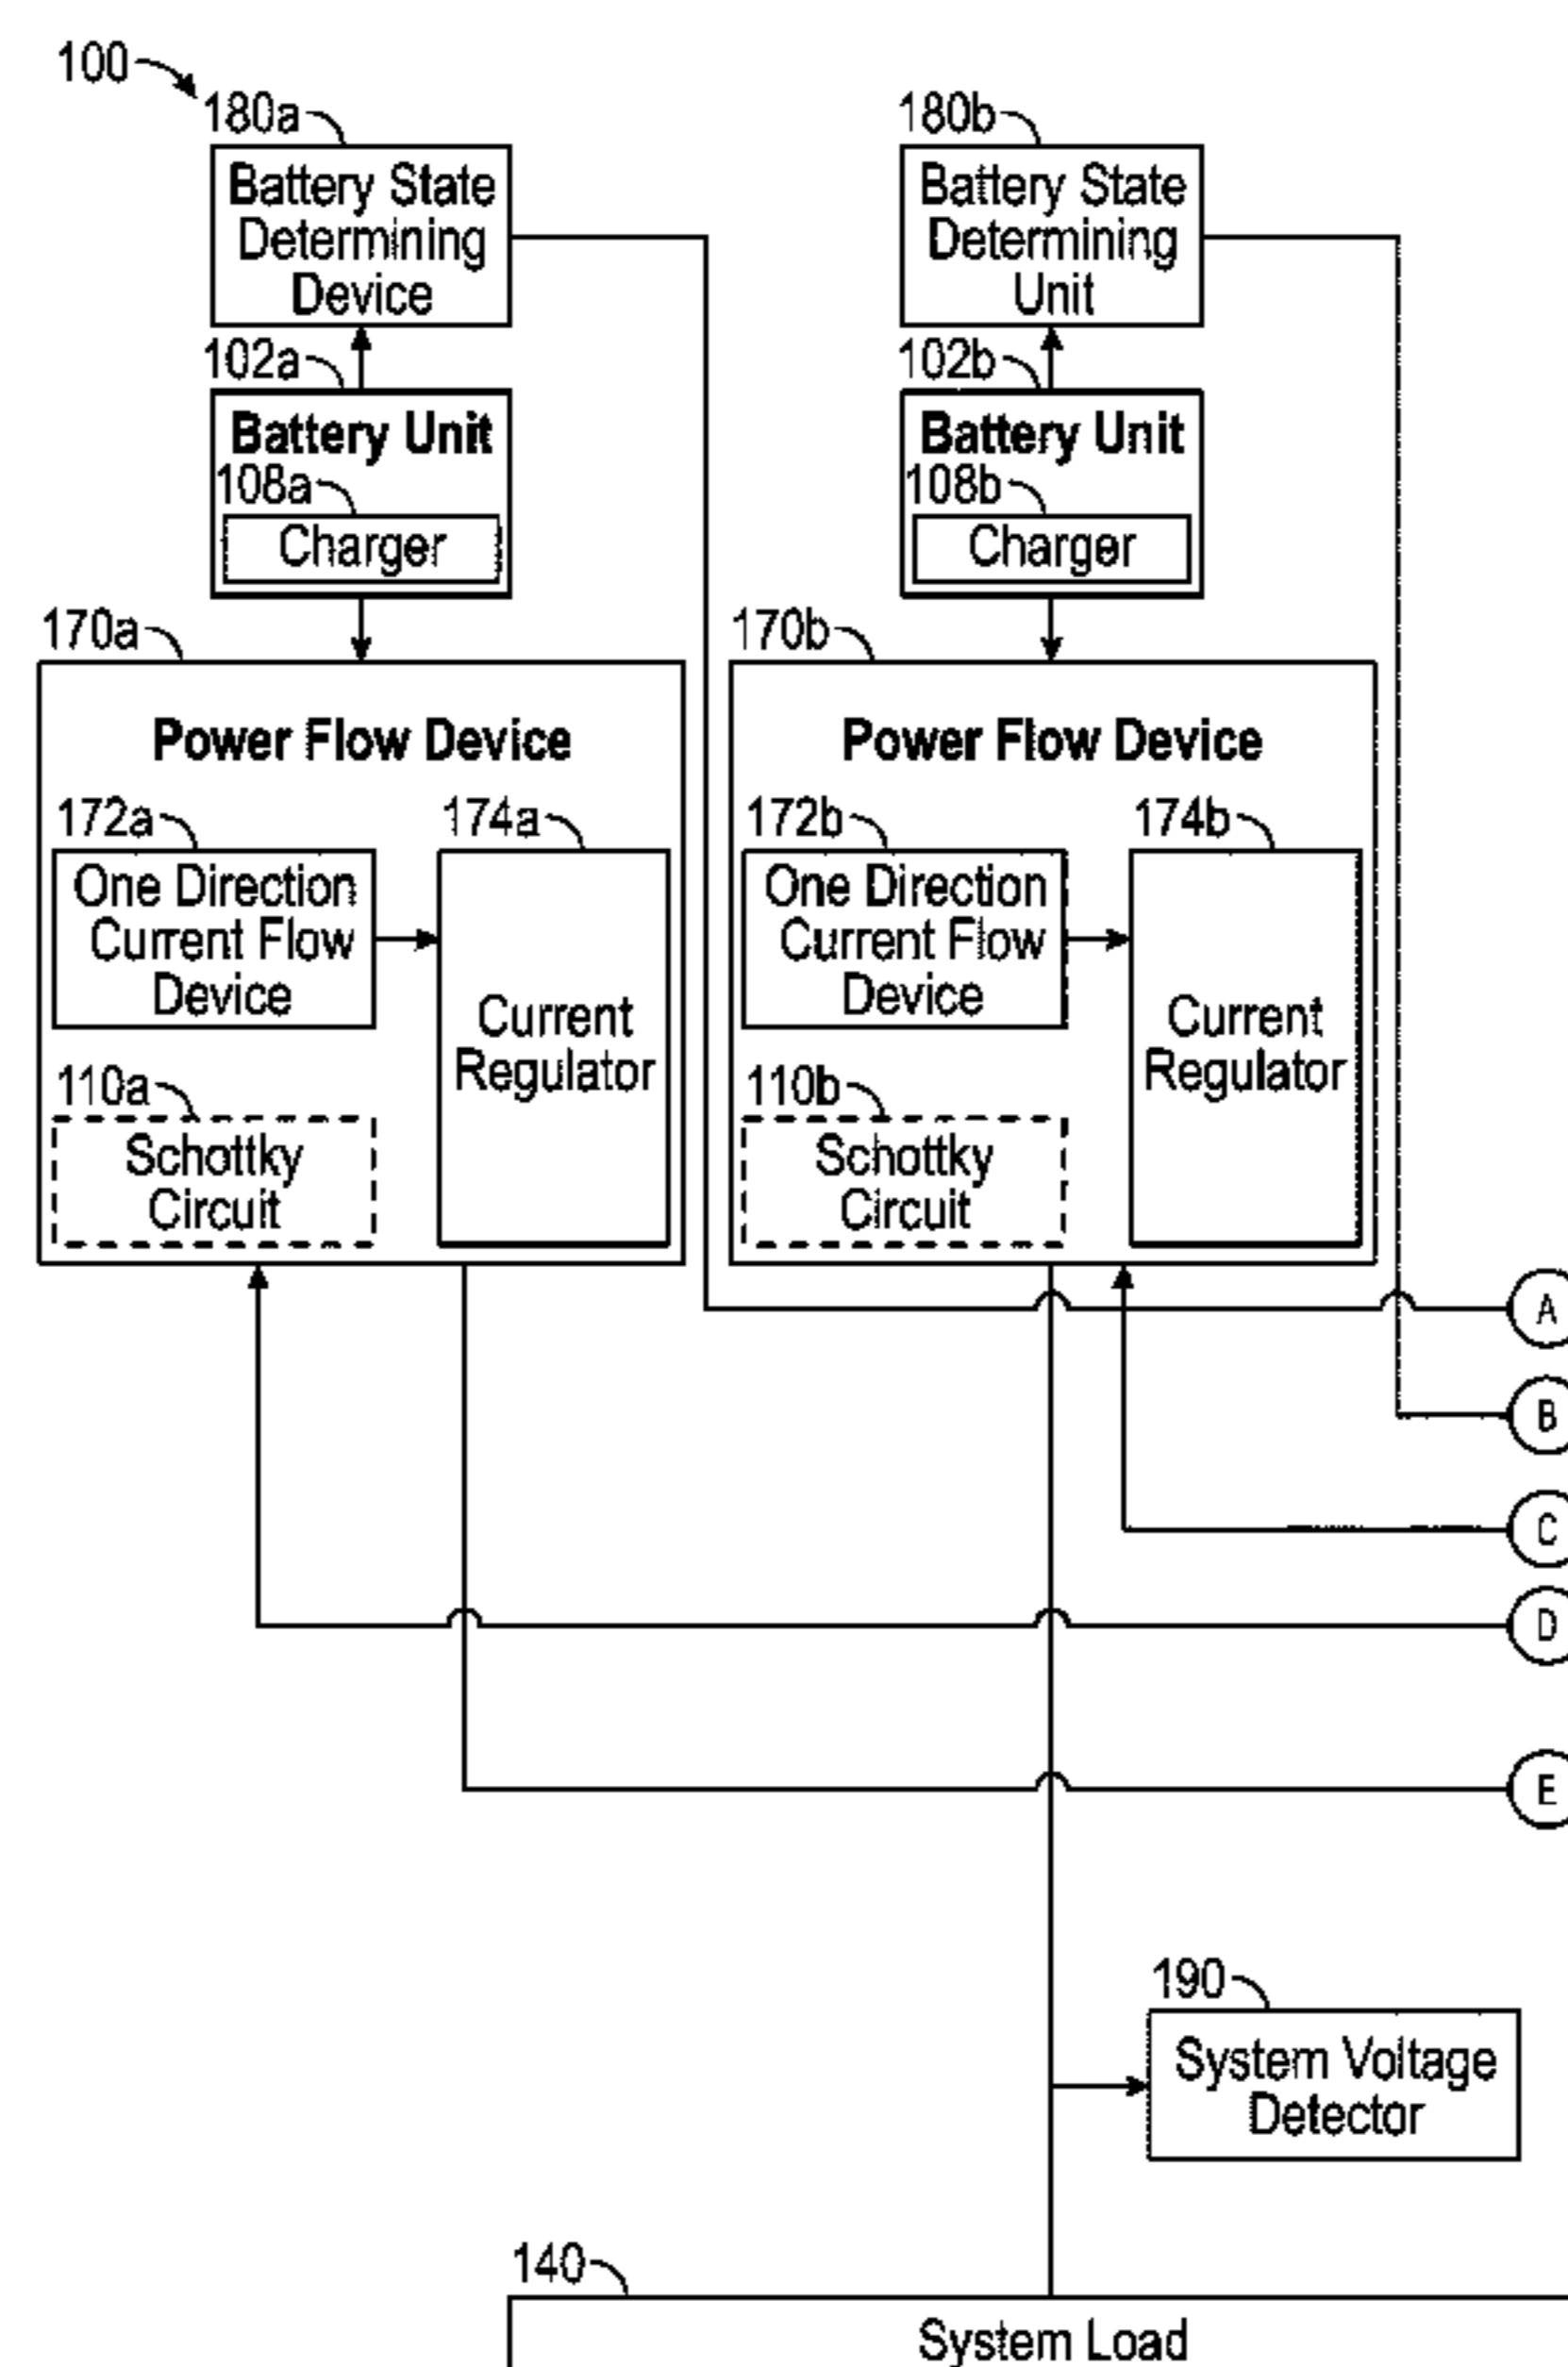 100
180a
180b
Battery State
Determining
Device
Battery State
Determining
Unit
102a
102b
Battery Unit
108a
Charger
Battery Unit
108b
Charger
170a
170b
Power Flow Device
172a
174a
One Direction
Current Flow
Device
Current
Regulator
110a
Schottky
Circuit
Power Flow Device
172b
174b
One Direction
Current Flow
Device
Current
Regulator
110b
Schottky
Circuit
A
B
C
D
E
190
System Voltage
Detector
140
System Load